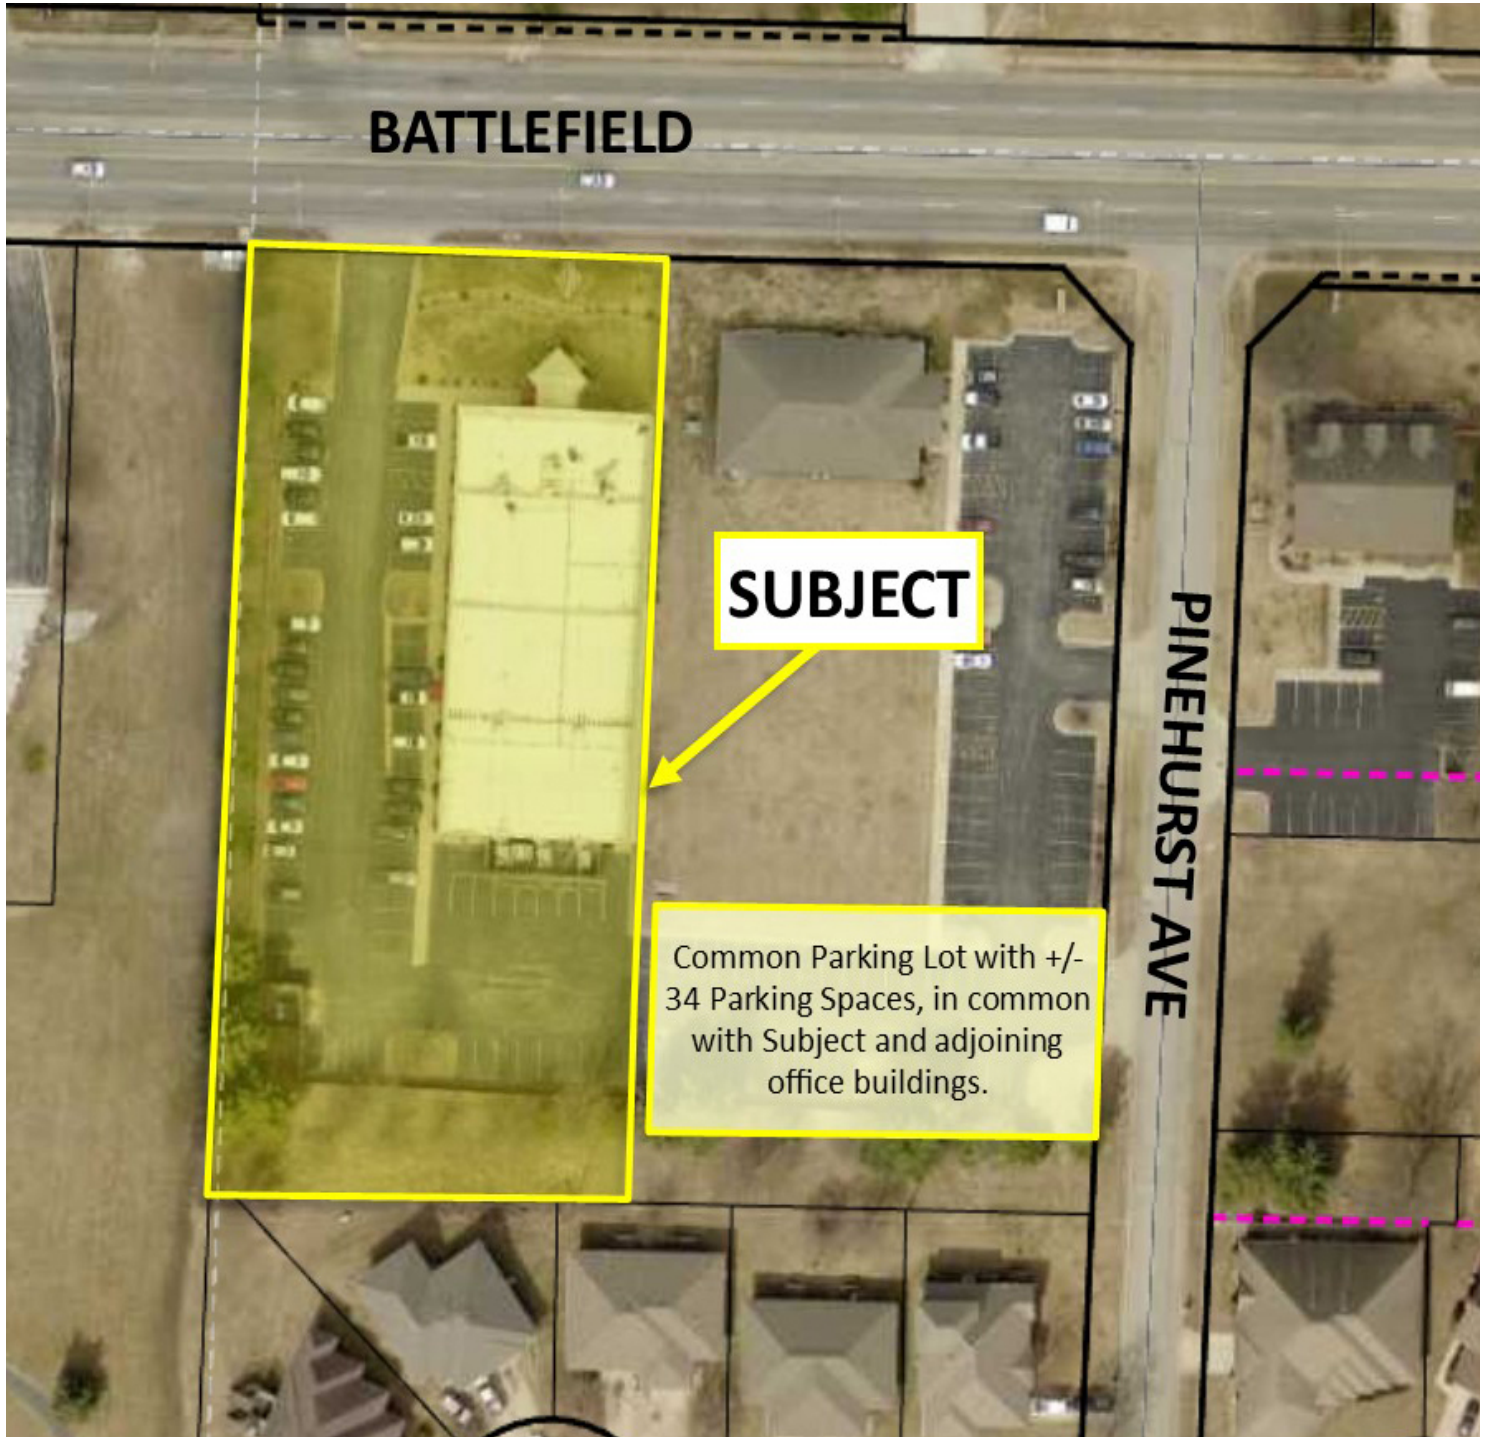 BATTLEFIELD
SUBJECT
PINEHURST AVE
Common Parking Lot with +/-
34 Parking Spaces, in common
with Subject and adjoining
office buildings.